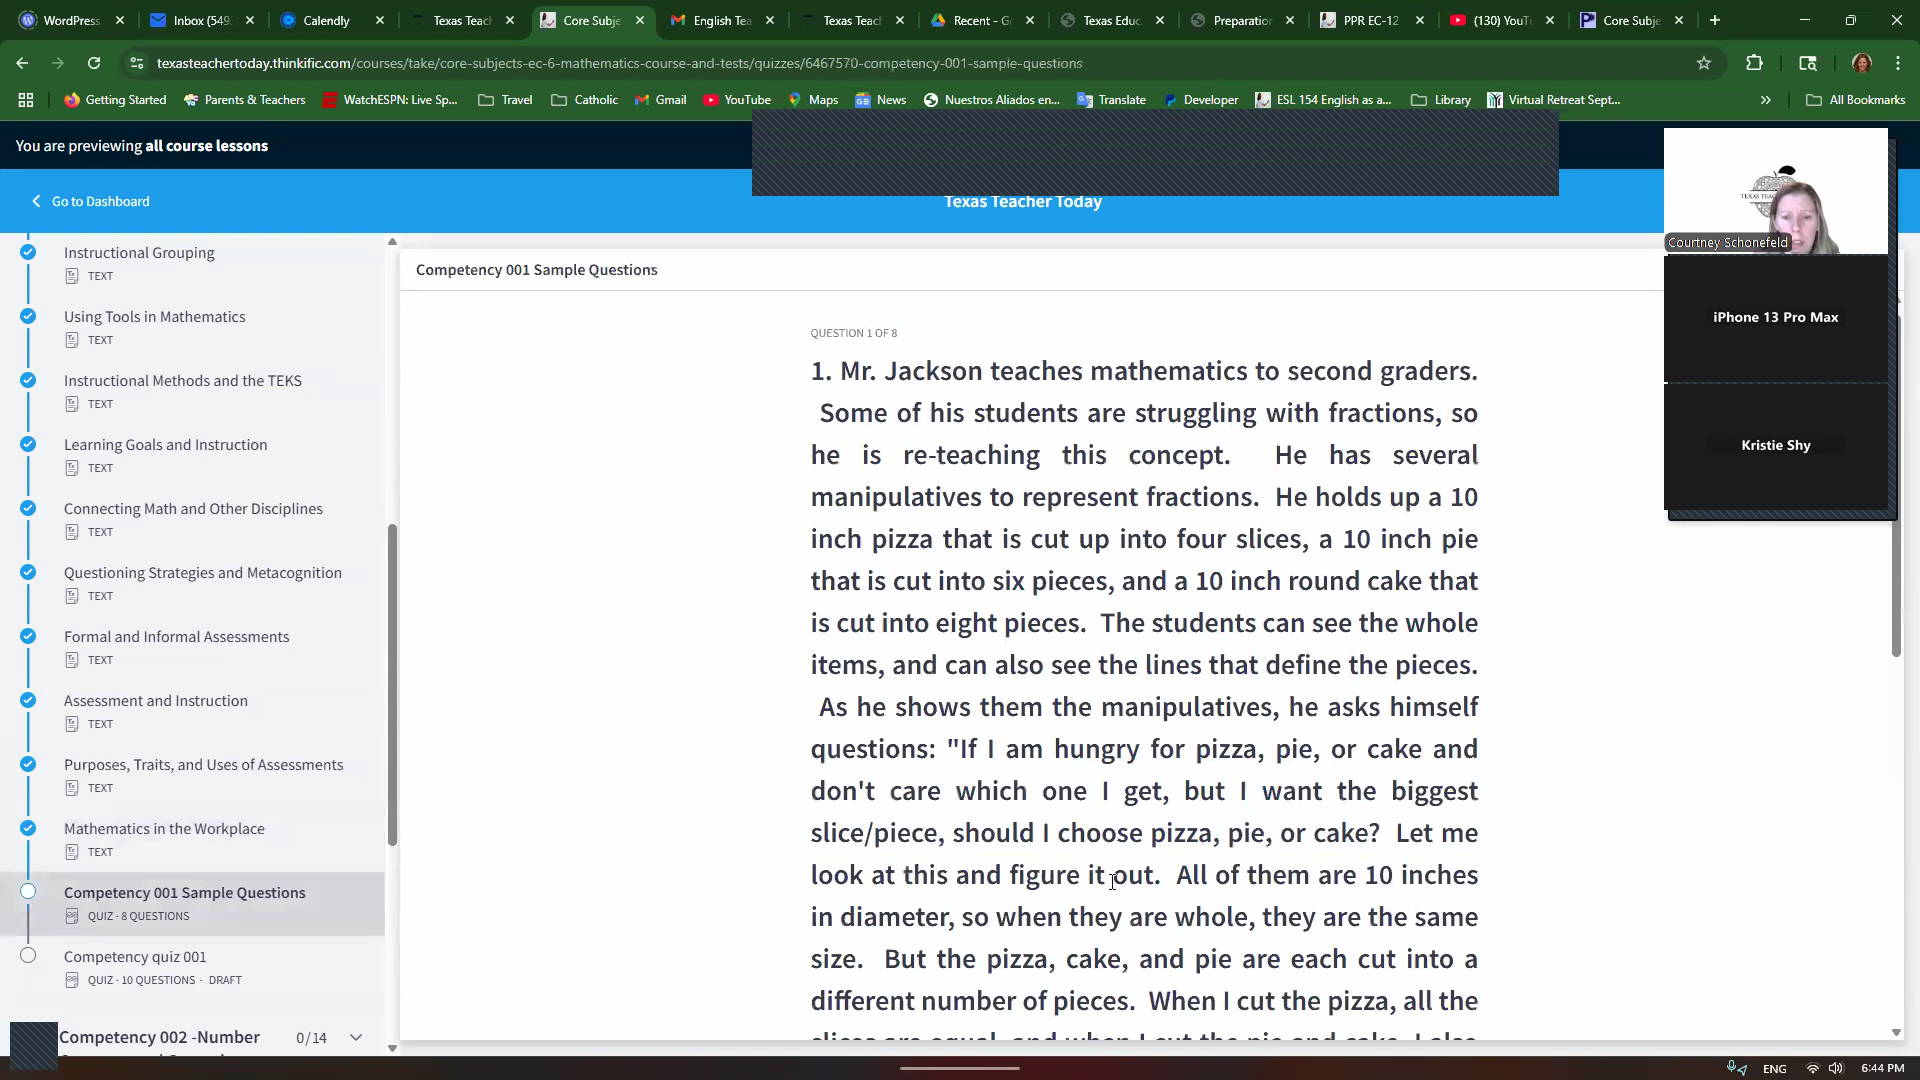 WordPress
Inbox (549
Calendly
Texas Teach
Core Subje
English Tea
Texas Teach
Recent - G
Texas Educ
Preparation
PPR EC-12
(130) YouTu
Core Subje
texasteachertoday.thinkific.com/courses/take/core-subjects-ec-6-mathematics-course-and-tests/quizzes/6467570-competency-001-sample-questions
Getting Started
Parents & Teachers
WatchESPN: Live Sp...
Travel
Catholic
Gmail
YouTube
Maps
News
Nuestros Aliados en...
Translate
Developer
ESL 154 English as a...
Library
Virtual Retreat Sept...
All Bookmarks
You are previewing all course lessons
Go to Dashboard
Texas Teacher Today
Courtney Schonefeld
iPhone 13 Pro Max
Kristie Shy
Instructional Grouping
TEXT
Using Tools in Mathematics
TEXT
Instructional Methods and the TEKS
TEXT
Learning Goals and Instruction
TEXT
Connecting Math and Other Disciplines
TEXT
Questioning Strategies and Metacognition
TEXT
Formal and Informal Assessments
TEXT
Assessment and Instruction
TEXT
Purposes, Traits, and Uses of Assessments
TEXT
Mathematics in the Workplace
TEXT
Competency 001 Sample Questions
QUIZ · 8 QUESTIONS
Competency quiz 001
QUIZ · 10 QUESTIONS · DRAFT
Competency 002 -Number
0/14
Competency 001 Sample Questions
QUESTION 1 OF 8
1. Mr. Jackson teaches mathematics to second graders.
Some of his students are struggling with fractions, so
he is re-teaching this concept. He has several
manipulatives to represent fractions. He holds up a 10
inch pizza that is cut up into four slices, a 10 inch pie
that is cut into six pieces, and a 10 inch round cake that
is cut into eight pieces. The students can see the whole
items, and can also see the lines that define the pieces.
As he shows them the manipulatives, he asks himself
questions: "If I am hungry for pizza, pie, or cake and
don't care which one I get, but I want the biggest
slice/piece, should I choose pizza, pie, or cake? Let me
look at this and figure it out. All of them are 10 inches
in diameter, so when they are whole, they are the same
size. But the pizza, cake, and pie are each cut into a
different number of pieces. When I cut the pizza, all the
slices are equal, and when I cut the pie and cake, I also
ENG
6:44 PM